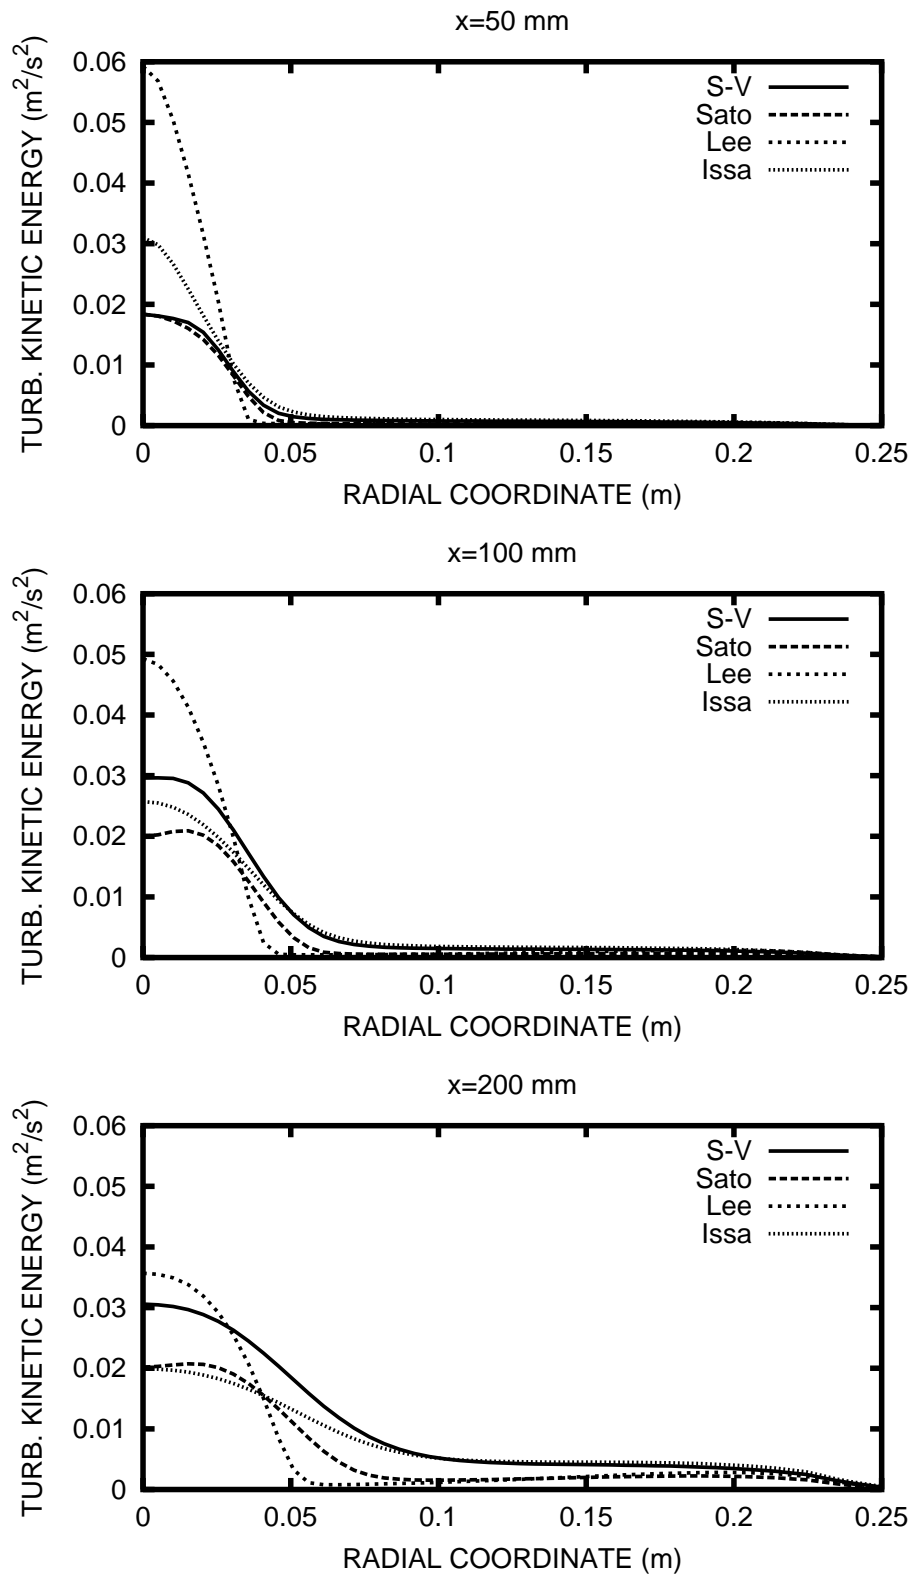 x=50 mm
TURB. KINETIC ENERGY (m²/s²)
0.06
0.05
0.04
0.03
0.02
0.01
0
S-V
Sato
Lee
Issa
0 0.05 0.1 0.15 0.2 0.25
RADIAL COORDINATE (m)
x=100 mm
TURB. KINETIC ENERGY (m²/s²)
0.06
0.05
0.04
0.03
0.02
0.01
0
S-V
Sato
Lee
Issa
0 0.05 0.1 0.15 0.2 0.25
RADIAL COORDINATE (m)
x=200 mm
TURB. KINETIC ENERGY (m²/s²)
0.06
0.05
0.04
0.03
0.02
0.01
0
S-V
Sato
Lee
Issa
0 0.05 0.1 0.15 0.2 0.25
RADIAL COORDINATE (m)